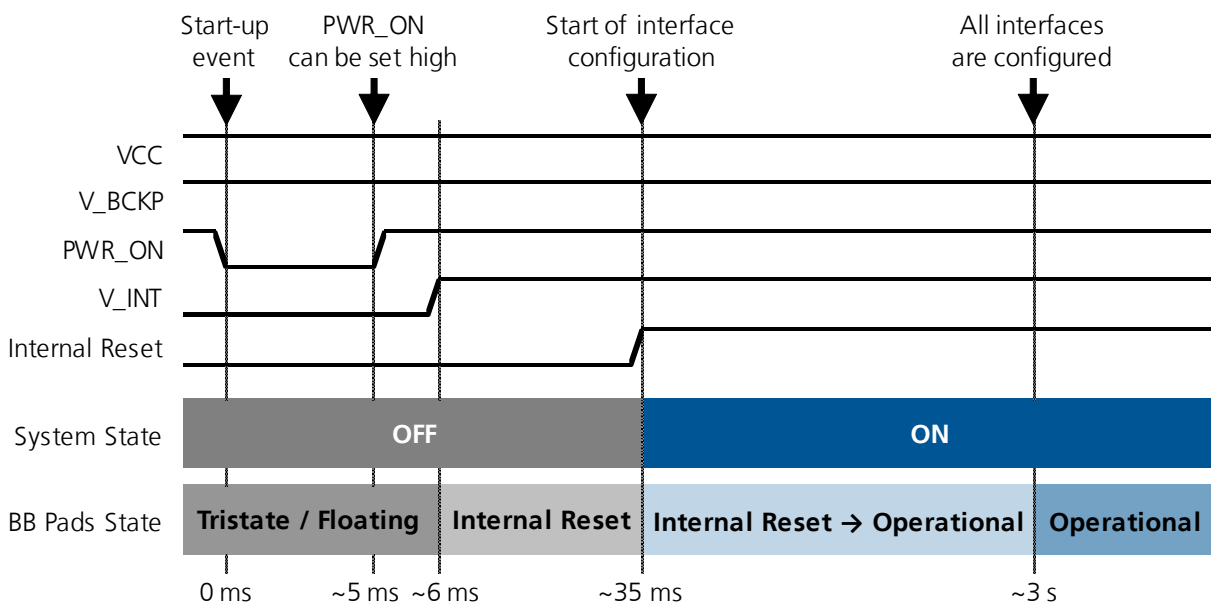 Start-up
event
PWR_ON
can be set high
Start of interface
configuration
All interfaces
are configured
VCC
V_BCKP
PWR_ON
V_INT
Internal Reset
System State
OFF
ON
BB Pads State
Tristate / Floating
Internal Reset
Internal Reset → Operational
Operational
0 ms
~5 ms
~6 ms
~35 ms
~3 s